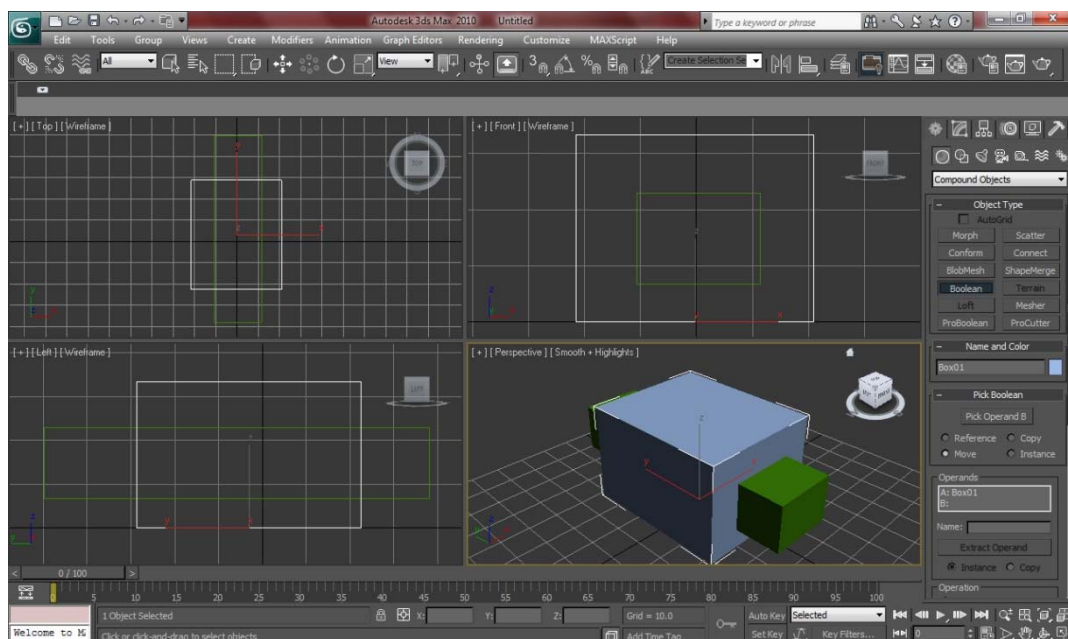 Autodesk 3ds Max 2010 Untitled
Type a keyword or phrase
Edit Tools Group Views Create Modifiers Animation Graph Editors Rendering Customize MAXScript Help
All
View
Create Selection Se
[ + ] [ Top ] [ Wireframe ]
TOP
[ + ] [ Front ] [ Wireframe ]
FRONT
Compound Objects
Object Type
AutoGrid
Morph Scatter
Conform Connect
BlobMesh ShapeMerge
Boolean Terrain
Loft Mesher
ProBoolean ProCutter
[ + ] [ Left ] [ Wireframe ]
LEFT
[ + ] [ Perspective ] [ Smooth + Highlights ]
Name and Color
Box01
Pick Boolean
Pick Operand B
Reference Copy
Move Instance
Operands
A: Box01
B:
Name:
Extract Operand
Instance Copy
Operation
0 / 100
0 5 10 15 20 25 30 35 40 45 50 55 60 65 70 75 80 85 90 95 100
1 Object Selected X: Y: Z: Grid = 10.0 Auto Key Selected
Welcome to M Click or click-and-drag to select objects Add Time Tag Set Key Key Filters... 0